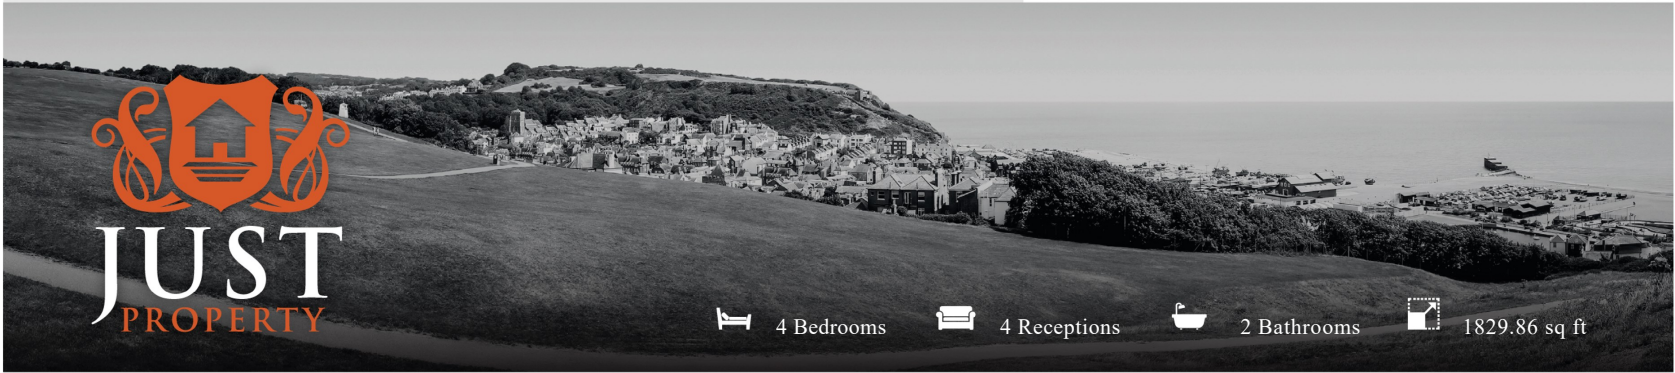 JUST
PROPERTY
4 Bedrooms
4 Receptions
2 Bathrooms
1829.86 sq ft